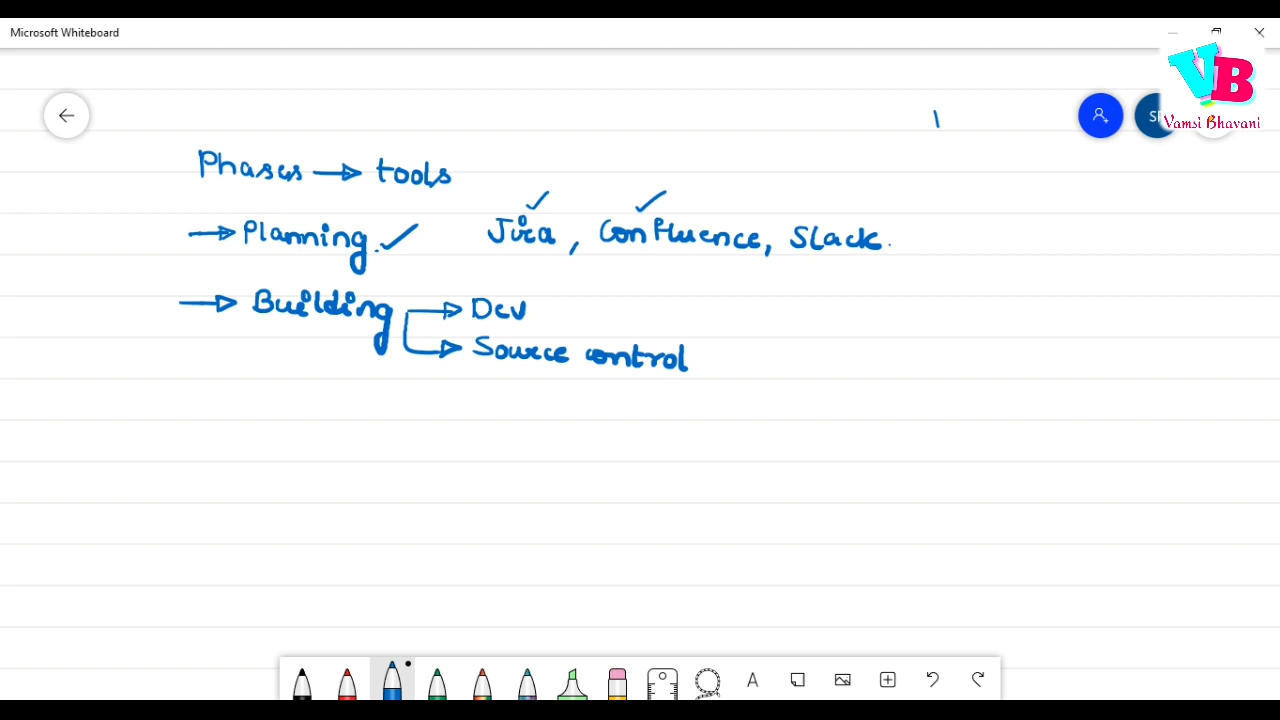 Microsoft Whiteboard
VB
Vamsi Bhavani
Phases → tools
→ Planning. ✓ Jira, Confluence, Slack.
→ Building → Dev
→ Source control
A